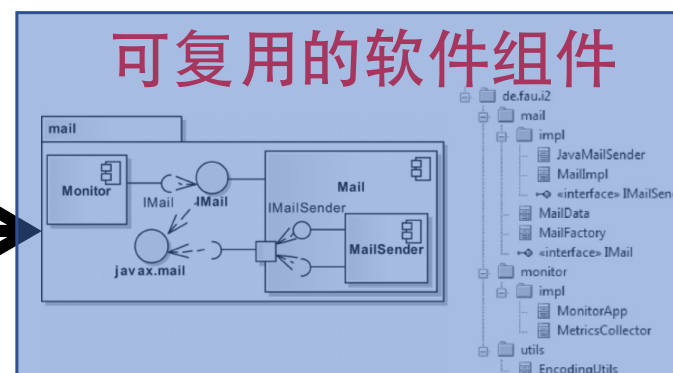 可复用的软件组件
mail
Monitor
IMail
IMail
javax.mail
Mail
IMailSender
MailSender
de.fau.i2
mail
impl
JavaMailSender
MailImpl
«interface» IMailSend
MailData
MailFactory
«interface» IMail
monitor
impl
MonitorApp
MetricsCollector
utils
EncodingUtils